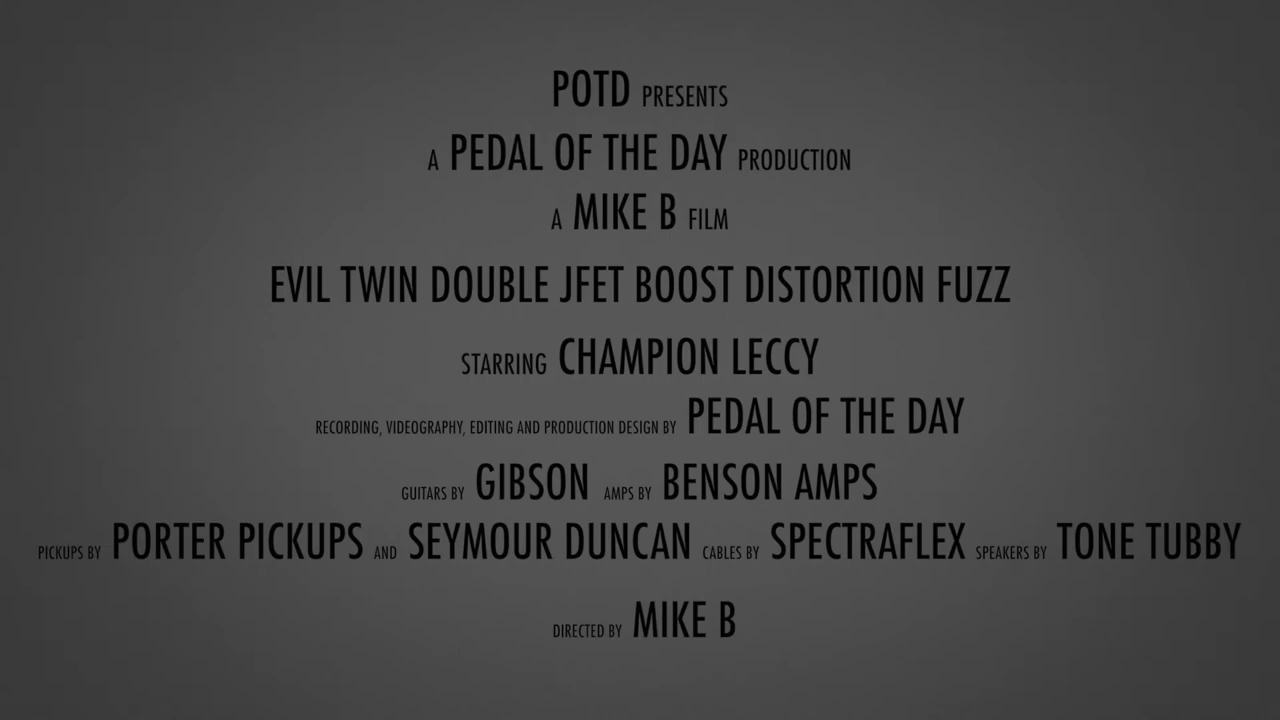 POTD PRESENTS
A PEDAL OF THE DAY PRODUCTION
A MIKE B FILM
EVIL TWIN DOUBLE JFET BOOST DISTORTION FUZZ
STARRING CHAMPION LECCY
RECORDING, VIDEOGRAPHY, EDITING AND PRODUCTION DESIGN BY PEDAL OF THE DAY
GUITARS BY GIBSON AMPS BY BENSON AMPS
PICKUPS BY PORTER PICKUPS AND SEYMOUR DUNCAN CABLES BY SPECTRAFLEX SPEAKERS BY TONE TUBBY
DIRECTED BY MIKE B